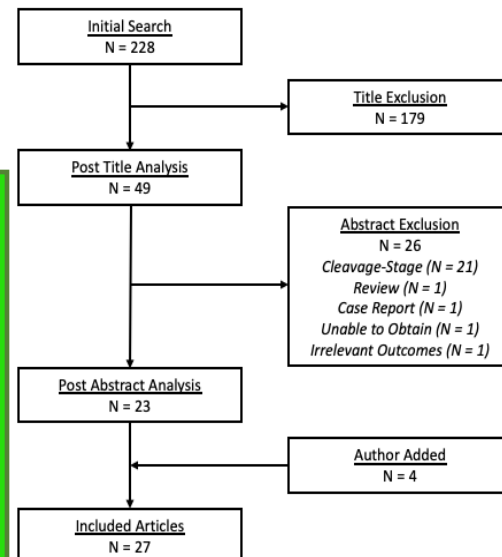 Initial Search
N = 228
Title Exclusion
N = 179
Post Title Analysis
N = 49
Abstract Exclusion
N = 26
Cleavage-Stage (N = 21)
Review (N = 1)
Case Report (N = 1)
Unable to Obtain (N = 1)
Irrelevant Outcomes (N = 1)
Post Abstract Analysis
N = 23
Author Added
N = 4
Included Articles
N = 27